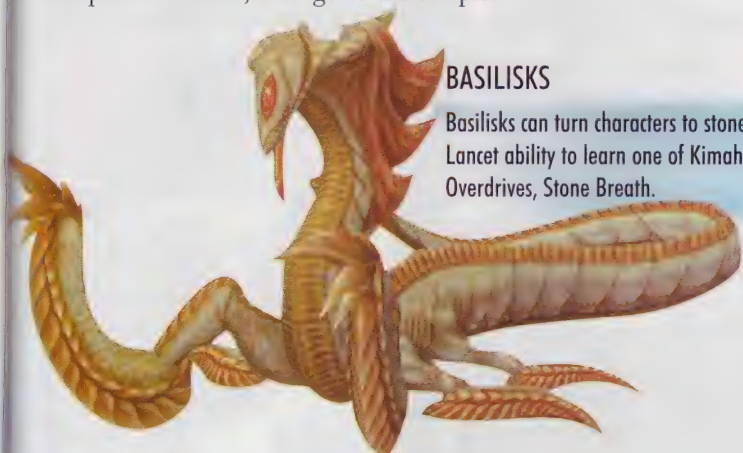 BASILISKS
Basilisks can turn characters to stone
Lancet ability to learn one of Kimah
Overdrives, Stone Breath.